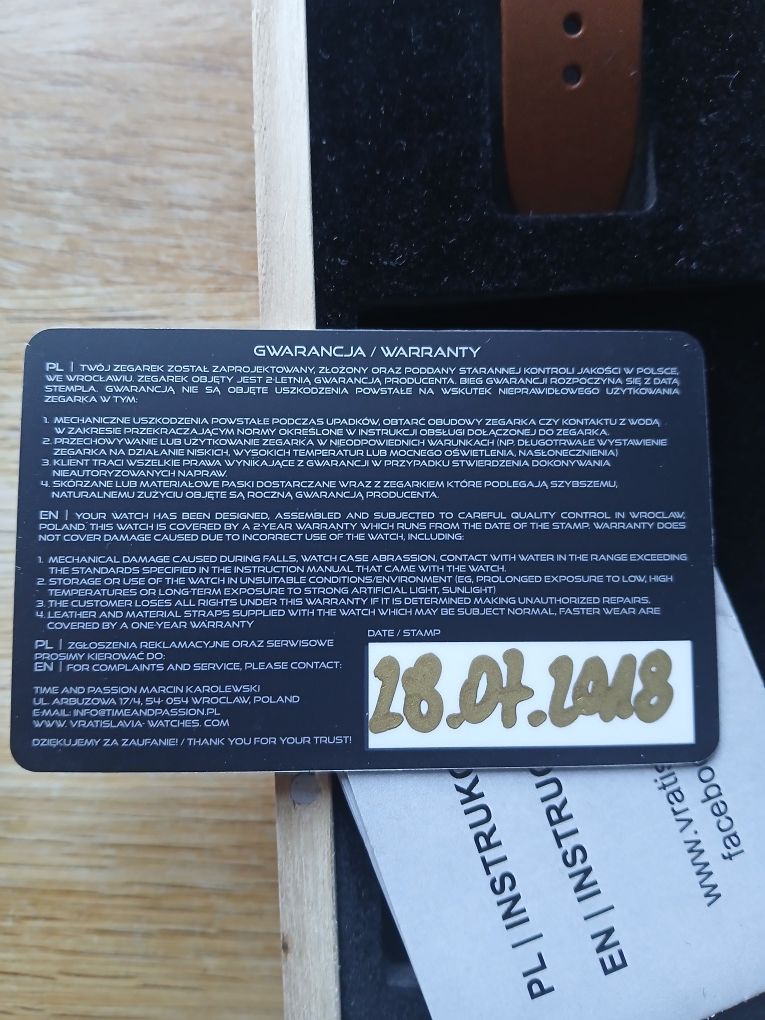 GWARANCJA / WARRANTY
PL | TWÓJ ZEGAREK ZOSTAŁ ZAPROJEKTOWANY, ZŁOŻONY ORAZ PODDANY STARANNEJ KONTROLI JAKOŚCI W POLSCE,
WE WROCŁAWIU. ZEGAREK OBJĘTY JEST 2-LETNIĄ GWARANCJĄ PRODUCENTA. BIEG GWARANCJI ROZPOCZYNA SIĘ Z DATĄ
STEMPLA. GWARANCJĄ NIE SĄ OBJĘTE USZKODZENIA POWSTAŁE NA WSKUTEK NIEPRAWIDŁOWEGO UŻYTKOWANIA
ZEGARKA W TYM:
1. MECHANICZNE USZKODZENIA POWSTAŁE PODCZAS UPADKÓW, OBTARĆ OBUDOWY ZEGARKA CZY KONTAKTU Z WODĄ
W ZAKRESIE PRZEKRACZAJĄCYM NORMY OKREŚLONE W INSTRUKCJI OBSŁUGI DOŁĄCZONEJ DO ZEGARKA.
2. PRZECHOWYWANIE LUB UŻYTKOWANIE ZEGARKA W NIEODPOWIEDNICH WARUNKACH (NP. DŁUGOTRWAŁE WYSTAWIENIE
ZEGARKA NA DZIAŁANIE NISKICH, WYSOKICH TEMPERATUR LUB MOCNEGO OŚWIETLENIA, NASŁONECZNIENIA)
3. KLIENT TRACI WSZELKIE PRAWA WYNIKAJĄCE Z GWARANCJI W PRZYPADKU STWIERDZENIA DOKONYWANIA
NIEAUTORYZOWANYCH NAPRAW.
4. SKÓRZANE LUB MATERIAŁOWE PASKI DOSTARCZANE WRAZ Z ZEGARKIEM KTÓRE PODLEGAJĄ SZYBSZEMU,
NATURALNEMU ZUŻYCIU OBJĘTE SĄ ROCZNĄ GWARANCJĄ PRODUCENTA.
EN | YOUR WATCH HAS BEEN DESIGNED, ASSEMBLED AND SUBJECTED TO CAREFUL QUALITY CONTROL IN WROCLAW,
POLAND. THIS WATCH IS COVERED BY A 2-YEAR WARRANTY WHICH RUNS FROM THE DATE OF THE STAMP. WARRANTY DOES
NOT COVER DAMAGE CAUSED DUE TO INCORRECT USE OF THE WATCH, INCLUDING:
1. MECHANICAL DAMAGE CAUSED DURING FALLS, WATCH CASE ABRASSION, CONTACT WITH WATER IN THE RANGE EXCEEDING
THE STANDARDS SPECIFIED IN THE INSTRUCTION MANUAL THAT CAME WITH THE WATCH.
2. STORAGE OR USE OF THE WATCH IN UNSUITABLE CONDITIONS/ENVIRONMENT (EG, PROLONGED EXPOSURE TO LOW, HIGH
TEMPERATURES OR LONG-TERM EXPOSURE TO STRONG ARTIFICIAL LIGHT, SUNLIGHT)
3. THE CUSTOMER LOSES ALL RIGHTS UNDER THIS WARRANTY IF IT IS DETERMINED MAKING UNAUTHORIZED REPAIRS.
4. LEATHER AND MATERIAL STRAPS SUPPLIED WITH THE WATCH WHICH MAY BE SUBJECT NORMAL, FASTER WEAR ARE
COVERED BY A ONE-YEAR WARRANTY
DATE / STAMP
PL | ZGŁOSZENIA REKLAMACYJNE ORAZ SERWISOWE
PROSIMY KIEROWAĆ DO:
EN | FOR COMPLAINTS AND SERVICE, PLEASE CONTACT:
28.07.2018
TIME AND PASSION MARCIN KAROLEWSKI
UL. ARBUZOWA 17/4, 54-054 WROCLAW, POLAND
E-MAIL: INFO@TIMEANDPASSION.PL
WWW. VRATISLAVIA- WATCHES. COM
DZIĘKUJEMY ZA ZAUFANIE! / THANK YOU FOR YOUR TRUST!
PL | INSTRUKC
EN | INSTRUC
www.vratis
facebo